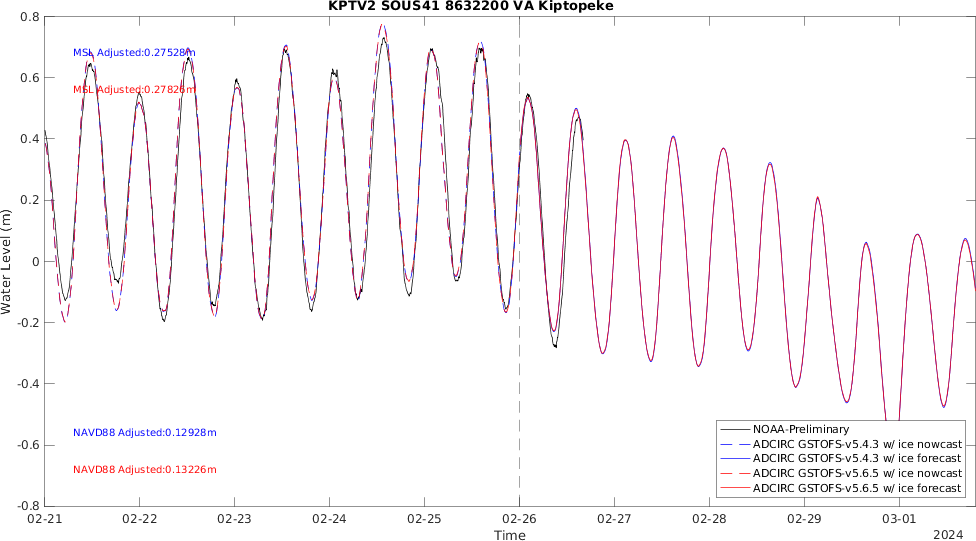 KPTV2 SOUS41 8632200 VA Kiptopeke
0.8
0.6
0.4
0.2
0
-0.2
-0.4
-0.6
-0.8
Water Level (m)
MSL Adjusted:0.27528m
MSL Adjusted:0.27826m
NAVD88 Adjusted:0.12928m
NAVD88 Adjusted:0.13226m
NOAA-Preliminary
ADCIRC GSTOFS-v5.4.3 w/ ice nowcast
ADCIRC GSTOFS-v5.4.3 w/ ice forecast
ADCIRC GSTOFS-v5.6.5 w/ ice nowcast
ADCIRC GSTOFS-v5.6.5 w/ ice forecast
02-21 02-22 02-23 02-24 02-25 02-26 02-27 02-28 02-29 03-01
Time
2024